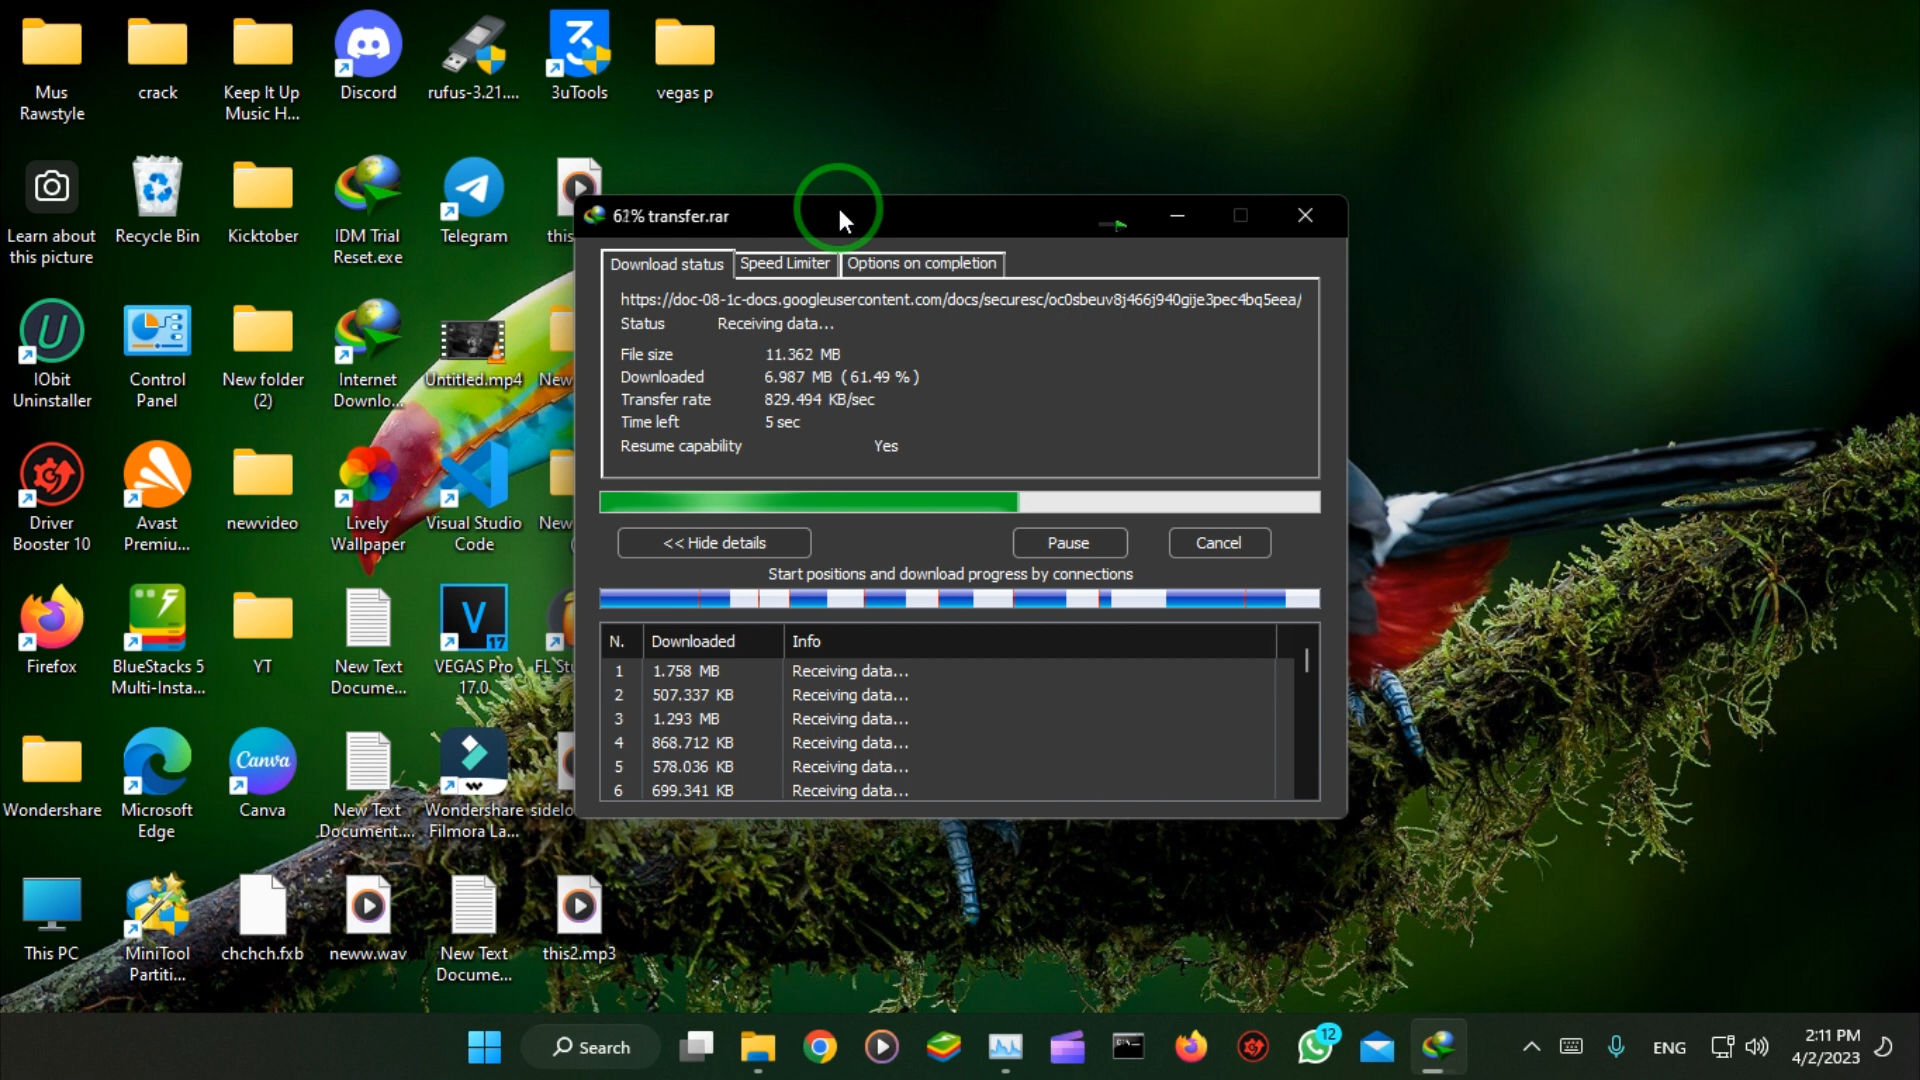 Mus
Rawstyle
crack
Keep It Up
Music H...
Discord
rufus-3.21....
3uTools
vegas p
Learn about
this picture
Recycle Bin
Kicktober
IDM Trial
Reset.exe
Telegram
this
IObit
Uninstaller
Control
Panel
New folder
(2)
Internet
Downlo...
Untitled.mp4
New
Driver
Booster 10
Avast
Premiu...
newvideo
Lively
Wallpaper
Visual Studio
Code
New
Firefox
BlueStacks 5
Multi-Insta...
YT
New Text
Docume...
VEGAS Pro
17.0
FL Stu
Wondershare
Microsoft
Edge
Canva
Canva
New Text
Document....
Wondershare
Filmora La...
sidelo
This PC
MiniTool
Partiti...
chchch.fxb
neww.wav
New Text
Docume...
this2.mp3
transfer.rar
Download status
Speed Limiter
Options on completion
https://doc-08-1c-docs.googleusercontent.com/docs/securesc/oc0sbeuv8j466j940gije3pec4bq5eea/
Status Receiving data...
File size 11.362 MB
Downloaded 6.987 MB ( 61.49 % )
Transfer rate 829.494 KB/sec
Time left 5 sec
Resume capability Yes
<< Hide details
Pause
Cancel
Start positions and download progress by connections
N. Downloaded Info
1 1.758 MB Receiving data...
2 507.337 KB Receiving data...
3 1.293 MB Receiving data...
4 868.712 KB Receiving data...
5 578.036 KB Receiving data...
6 699.341 KB Receiving data...
Search
12
ENG
2:11 PM
4/2/2023